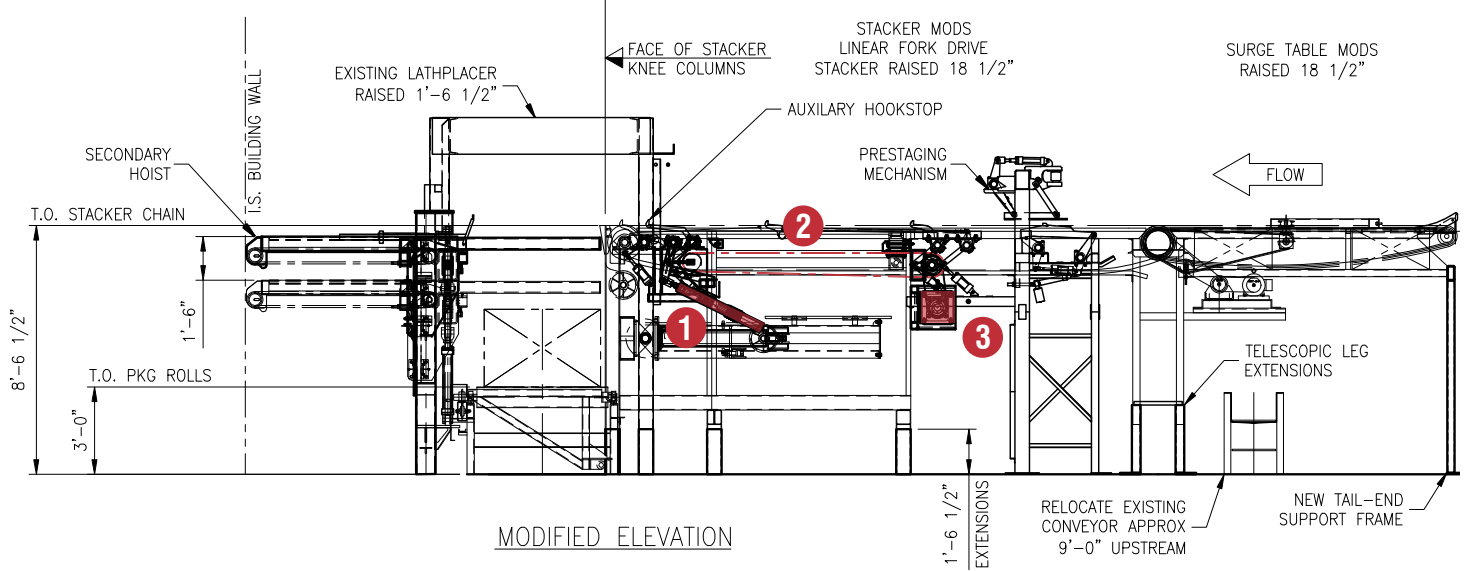 STACKER MODS
LINEAR FORK DRIVE
STACKER RAISED 18 1/2"
SURGE TABLE MODS
RAISED 18 1/2"
FACE OF STACKER
KNEE COLUMNS
EXISTING LATHPLACER
RAISED 1'-6 1/2"
AUXILARY HOOKSTOP
I.S. BUILDING WALL
SECONDARY
HOIST
PRESTAGING
MECHANISM
FLOW
T.O. STACKER CHAIN
2
1
3
1'-6"
8'-6 1/2"
T.O. PKG ROLLS
3'-0"
TELESCOPIC LEG
EXTENSIONS
1'-6 1/2"
EXTENSIONS
RELOCATE EXISTING
CONVEYOR APPROX
9'-0" UPSTREAM
NEW TAIL-END
SUPPORT FRAME
MODIFIED ELEVATION